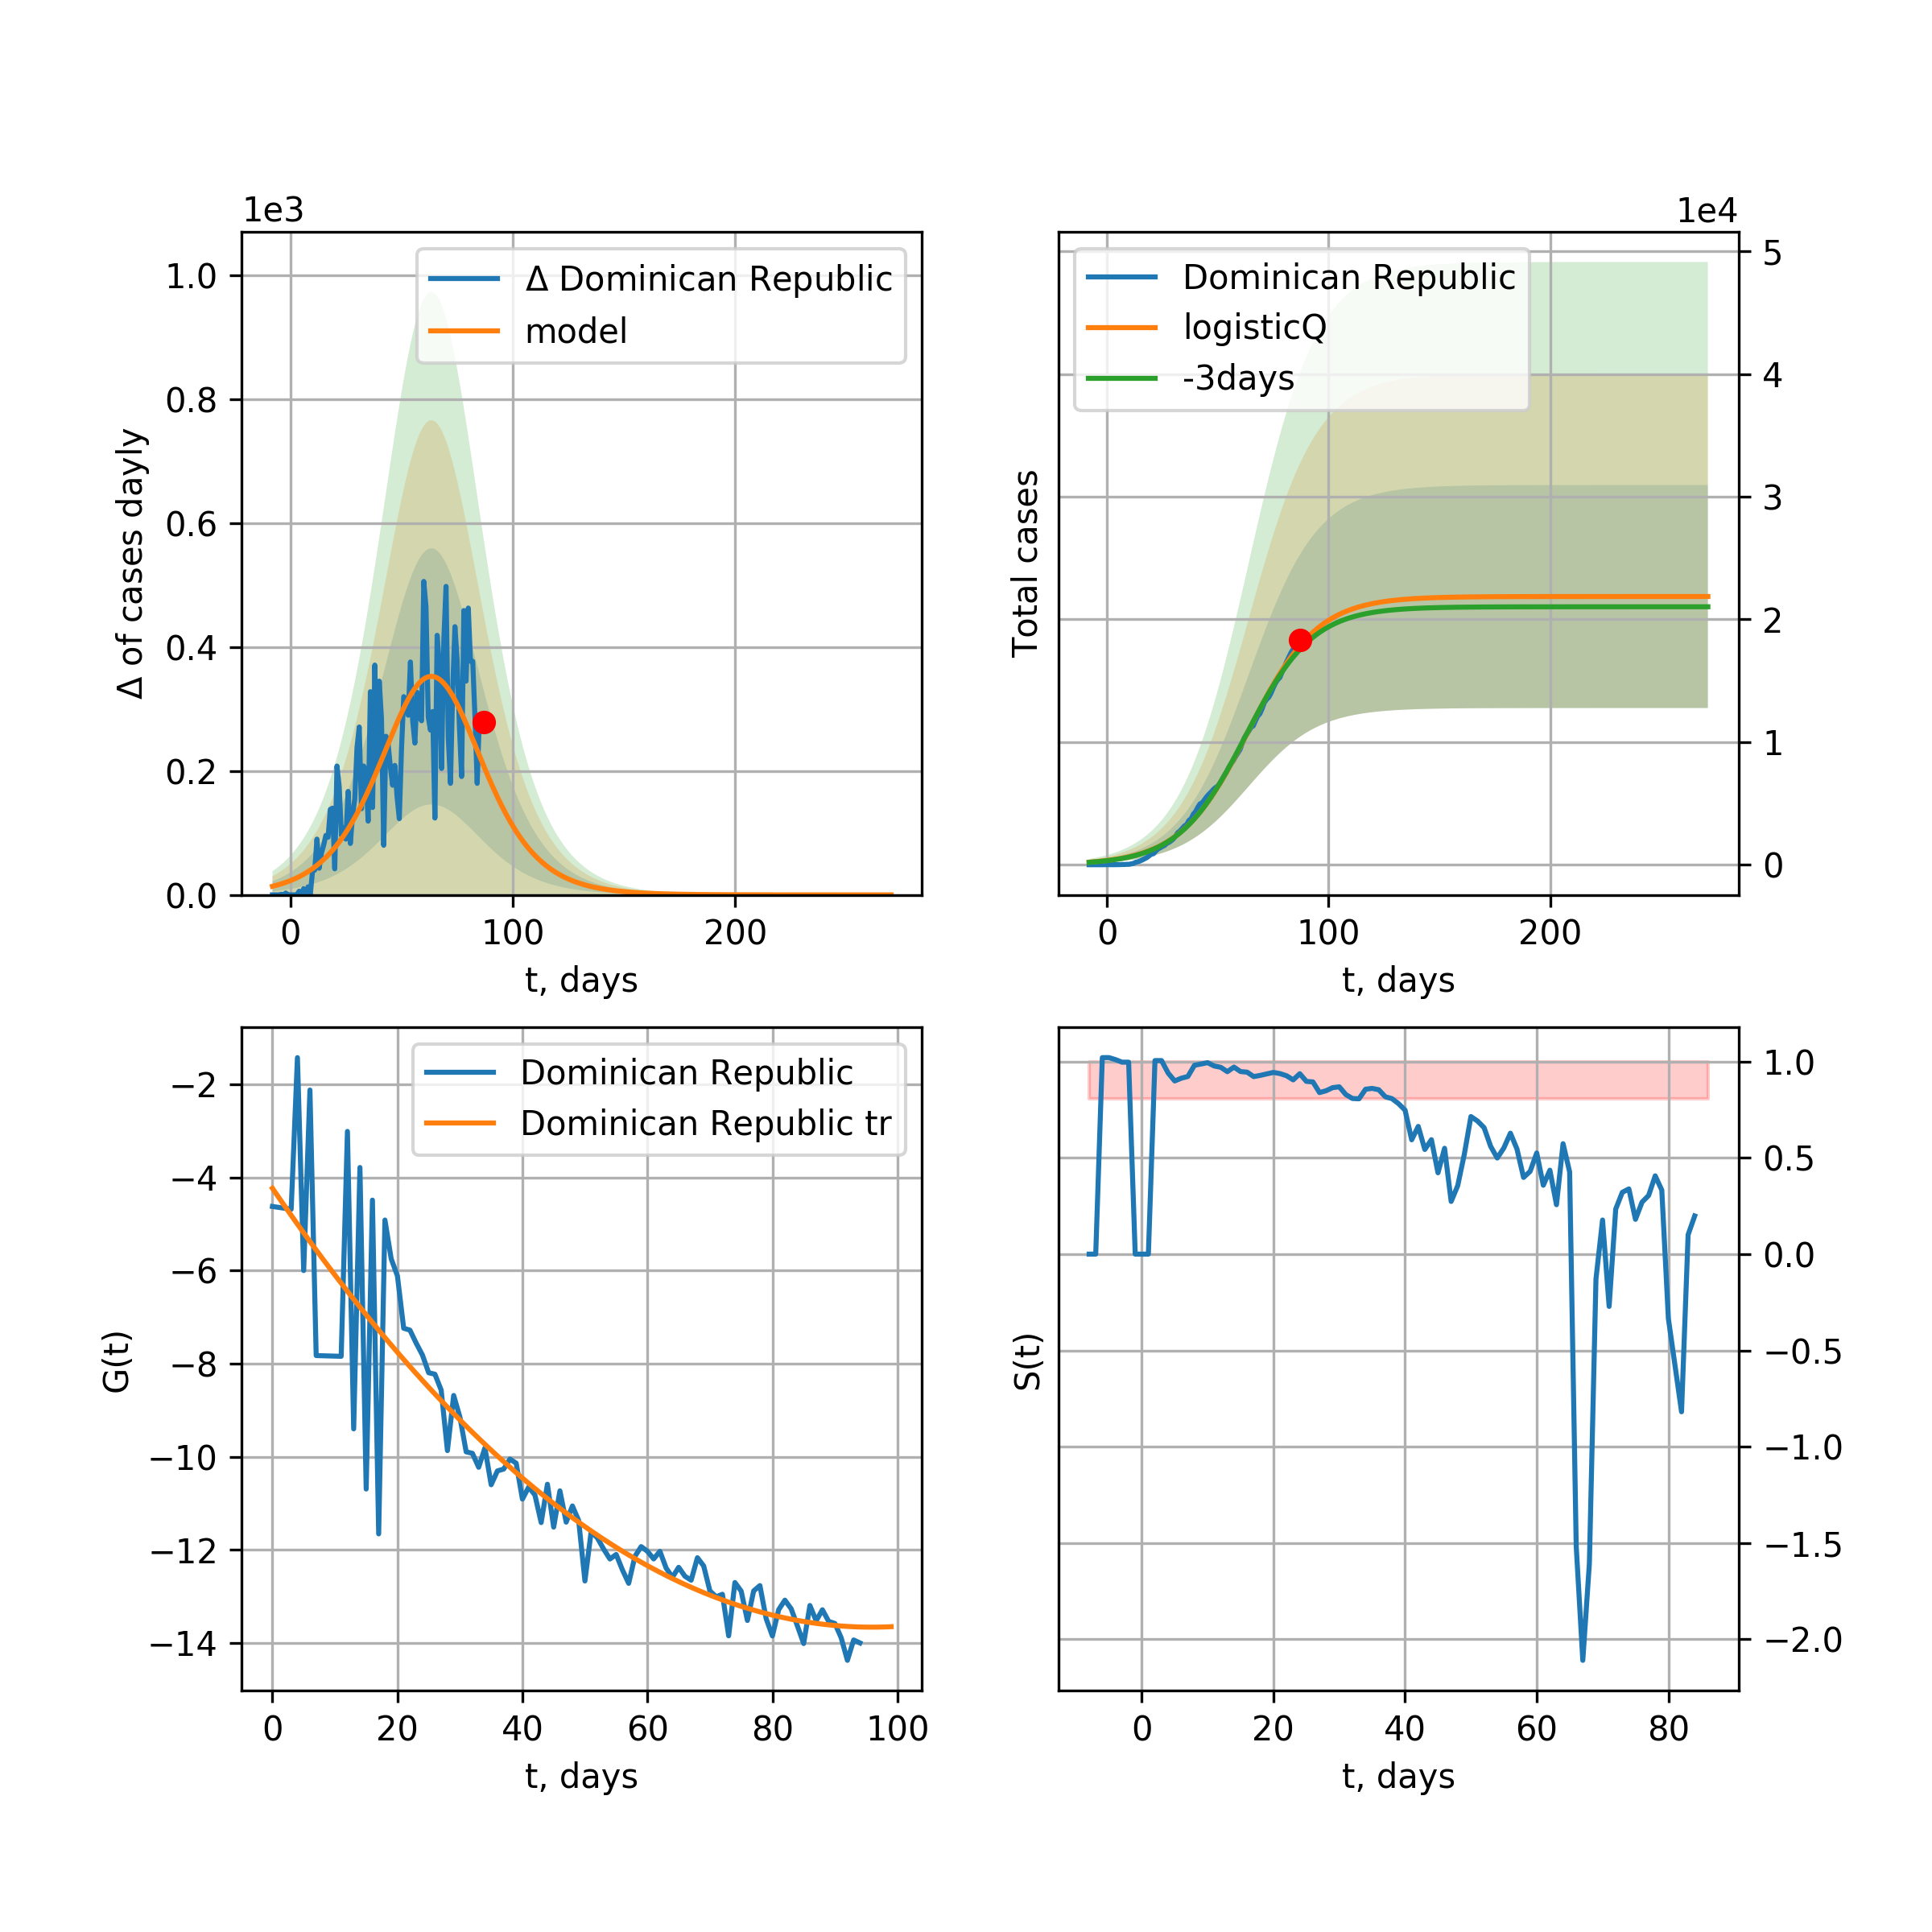 1e3
1.0
0.8
0.6
0.4
0.2
0.0
Δ of cases dayly
Δ Dominican Republic
model
0
100
200
t, days
1e4
5
4
3
2
1
0
Total cases
Dominican Republic
logisticQ
-3days
0
100
200
t, days
−2
−4
−6
−8
−10
−12
−14
G(t)
Dominican Republic
Dominican Republic tr
0
20
40
60
80
100
t, days
1.0
0.5
0.0
−0.5
−1.0
−1.5
−2.0
S(t)
0
20
40
60
80
t, days